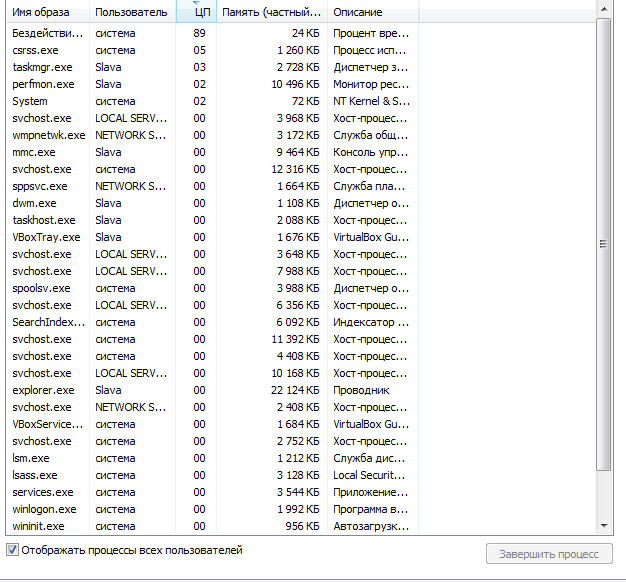 Имя образа Пользователь ЦП Память (частный... Описание
Бездействи... система 89 24 КБ Процент вре...
csrss.exe система 05 1 260 КБ Процесс исп...
taskmgr.exe Slava 03 2 728 КБ Диспетчер з...
perfmon.exe Slava 02 10 496 КБ Монитор рес...
System система 02 72 КБ NT Kernel & S...
svchost.exe LOCAL SERV... 00 3 968 КБ Хост-процес...
wmpnetwk.exe NETWORK S... 00 3 172 КБ Служба общ...
mmc.exe Slava 00 9 464 КБ Консоль упр...
svchost.exe система 00 12 316 КБ Хост-процес...
sppsvc.exe NETWORK S... 00 1 664 КБ Служба пла...
dwm.exe Slava 00 1 108 КБ Диспетчер о...
taskhost.exe Slava 00 2 088 КБ Хост-процес...
VBoxTray.exe Slava 00 1 676 КБ VirtualBox Gu...
svchost.exe LOCAL SERV... 00 3 648 КБ Хост-процес...
svchost.exe LOCAL SERV... 00 7 988 КБ Хост-процес...
spoolsv.exe система 00 3 988 КБ Диспетчер о...
svchost.exe LOCAL SERV... 00 6 356 КБ Хост-процес...
SearchIndex... система 00 6 092 КБ Индексатор ...
svchost.exe система 00 11 392 КБ Хост-процес...
svchost.exe система 00 4 408 КБ Хост-процес...
svchost.exe LOCAL SERV... 00 10 168 КБ Хост-процес...
explorer.exe Slava 00 22 124 КБ Проводник
svchost.exe NETWORK S... 00 2 408 КБ Хост-процес...
VBoxService... система 00 1 684 КБ VirtualBox Gu...
svchost.exe система 00 2 752 КБ Хост-процес...
lsm.exe система 00 1 212 КБ Служба дис...
lsass.exe система 00 3 128 КБ Local Securit...
services.exe система 00 3 544 КБ Приложение...
winlogon.exe система 00 1 992 КБ Программа в...
wininit.exe система 00 956 КБ Автозагрузк...
Отображать процессы всех пользователей
Завершить процесс